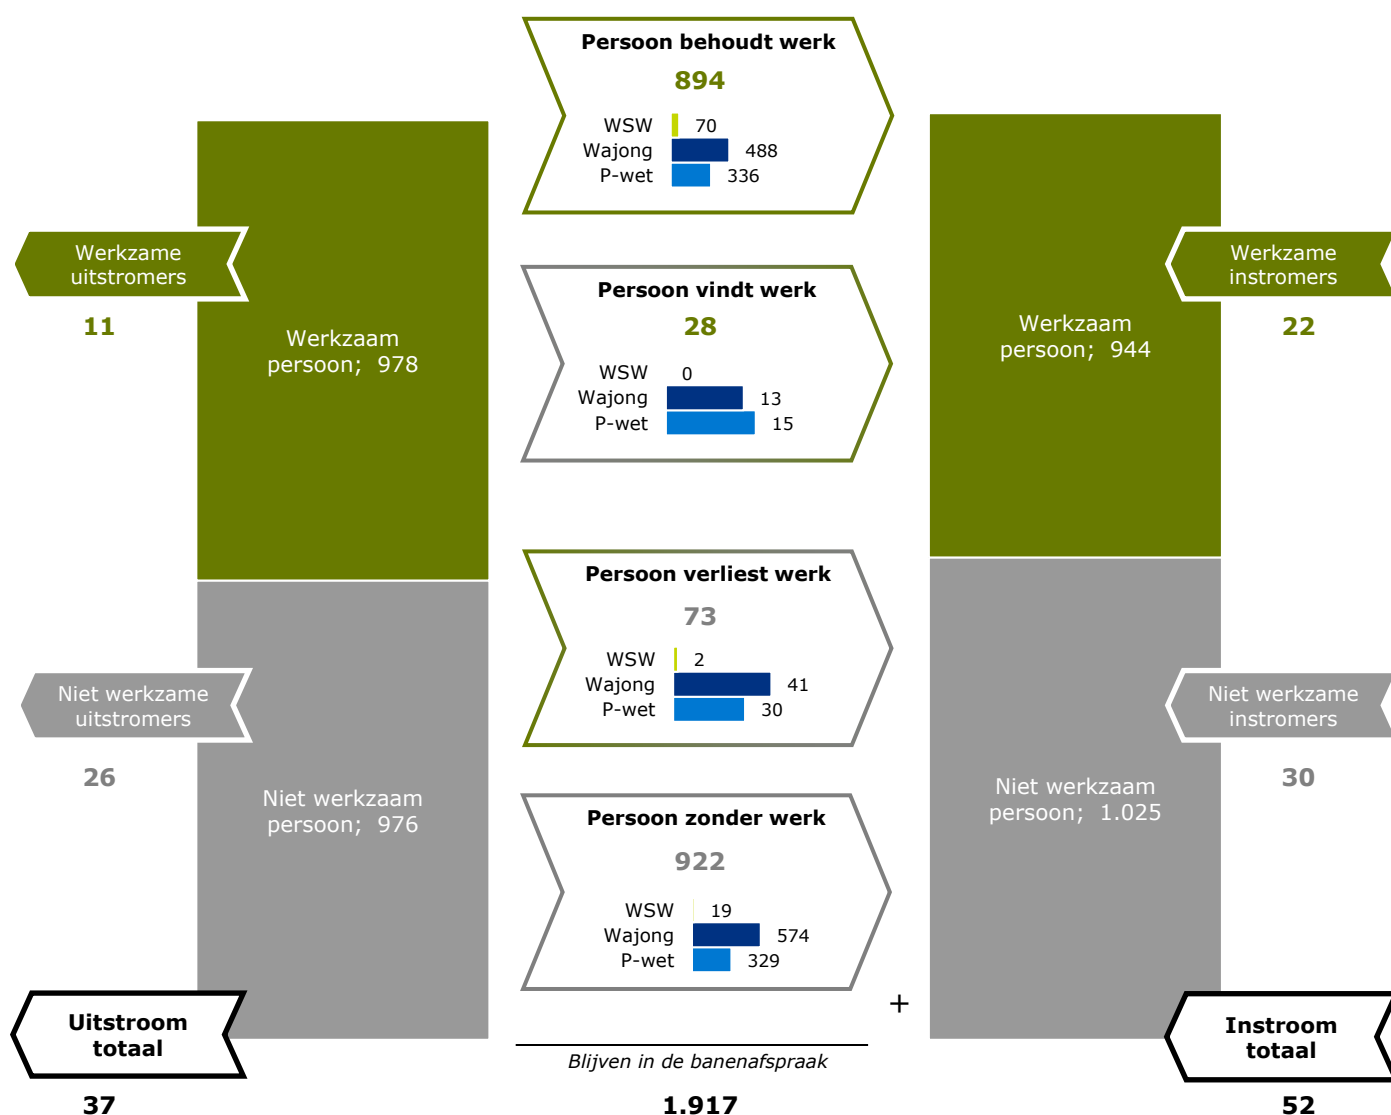 Werkzame
uitstromers
11
Werkzaam
persoon; 978
Niet werkzame
uitstromers
26
Niet werkzaam
persoon; 976
Uitstroom
totaal
37
Persoon behoudt werk
894
WSW 70
Wajong 488
P-wet 336
Persoon vindt werk
28
WSW 0
Wajong 13
P-wet 15
Persoon verliest werk
73
WSW 2
Wajong 41
P-wet 30
Persoon zonder werk
922
WSW 19
Wajong 574
P-wet 329
+
Blijven in de banenafspraak
1.917
Werkzaam
persoon; 944
Werkzame
instromers
22
Niet werkzaam
persoon; 1.025
Niet werkzame
instromers
30
Instroom
totaal
52